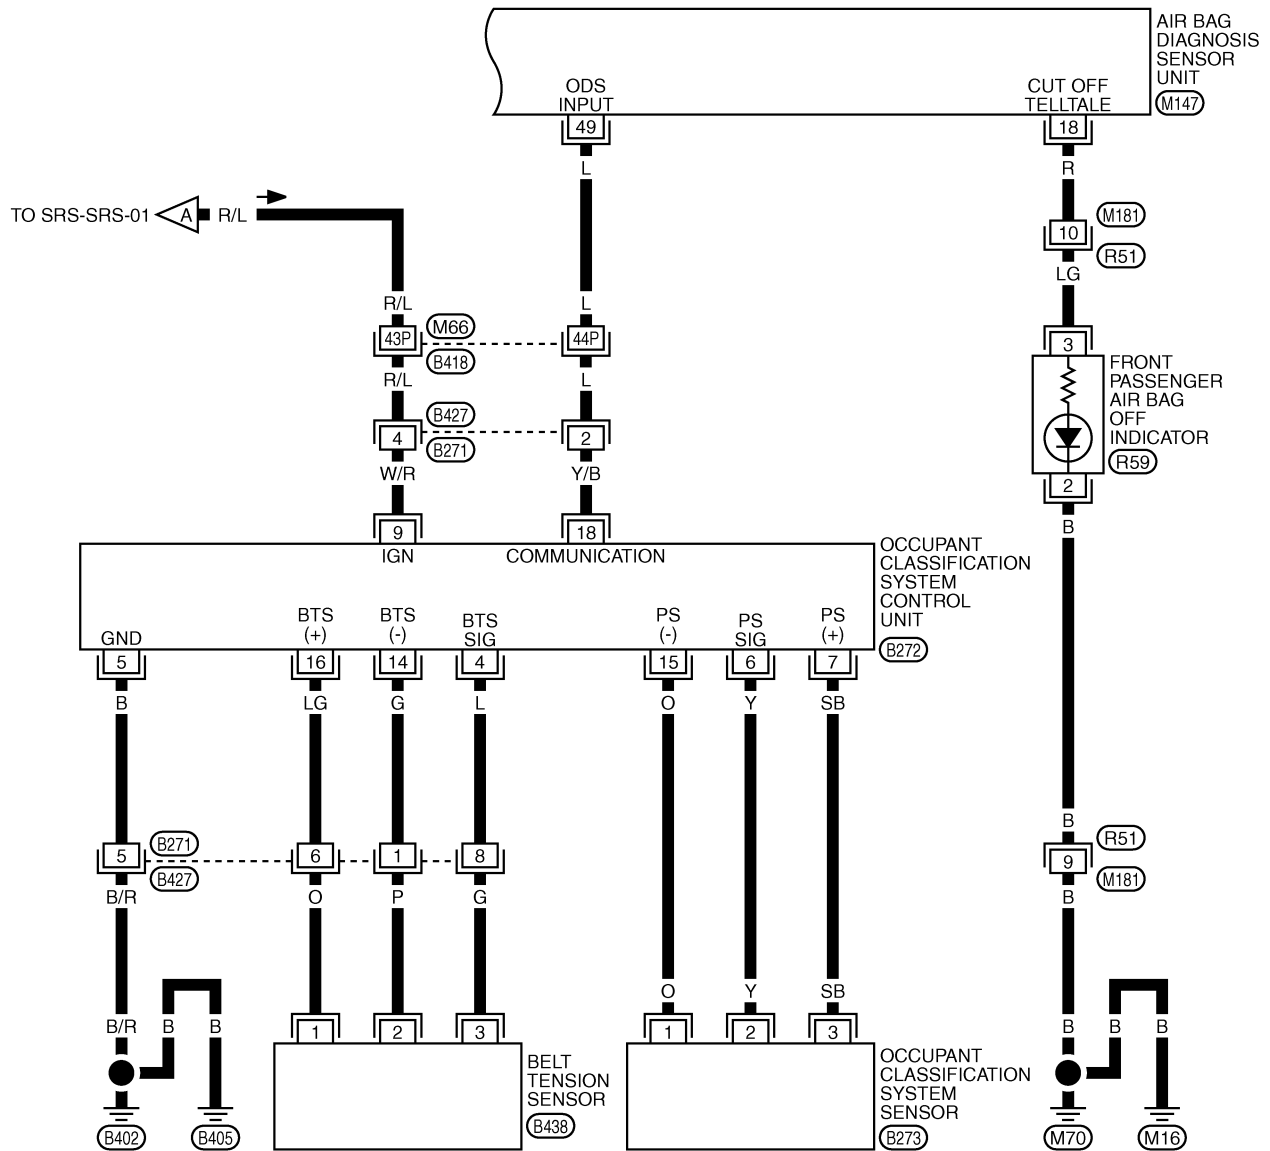 AIR BAG
DIAGNOSIS
SENSOR
UNIT
M147
ODS
INPUT
CUT OFF
TELLTALE
49
18
L
R
TO SRS-SRS-01
A
R/L
M181
10
R51
LG
R/L
L
43P
M66
44P
B418
3
R/L
L
FRONT
PASSENGER
AIR BAG
OFF
INDICATOR
R59
B427
4
2
B271
W/R
Y/B
2
9
18
B
IGN
COMMUNICATION
OCCUPANT
CLASSIFICATION
SYSTEM
CONTROL
UNIT
B272
GND
BTS
(+)
BTS
(-)
BTS
SIG
PS
(-)
PS
SIG
PS
(+)
5
16
14
4
15
6
7
B
LG
G
L
O
Y
SB
B
R51
B271
5
6
1
8
9
B427
M181
B/R
O
P
G
B
O
Y
SB
B/R
B
B
1
2
3
1
2
3
B
B
B
BELT
TENSION
SENSOR
B438
OCCUPANT
CLASSIFICATION
SYSTEM
SENSOR
B273
B402
B405
M70
M16